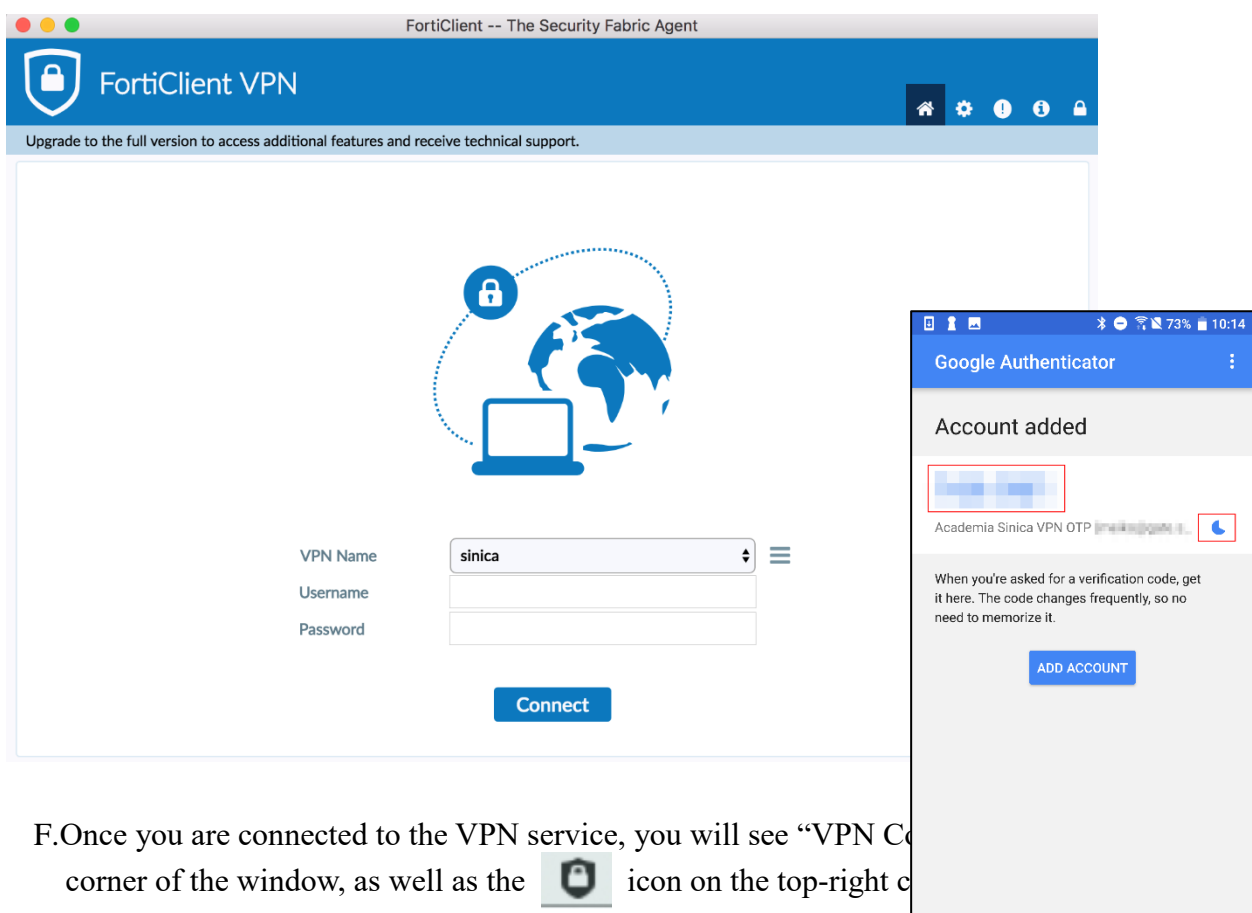 FortiClient -- The Security Fabric Agent
FortiClient VPN
Upgrade to the full version to access additional features and receive technical support.
VPN Name
sinica
Username
Password
Connect
73% 10:14
Google Authenticator
Account added
Academia Sinica VPN OTP
When you're asked for a verification code, get
it here. The code changes frequently, so no
need to memorize it.
ADD ACCOUNT
F.Once you are connected to the VPN service, you will see “VPN
corner of the window, as well as the icon on the top-right